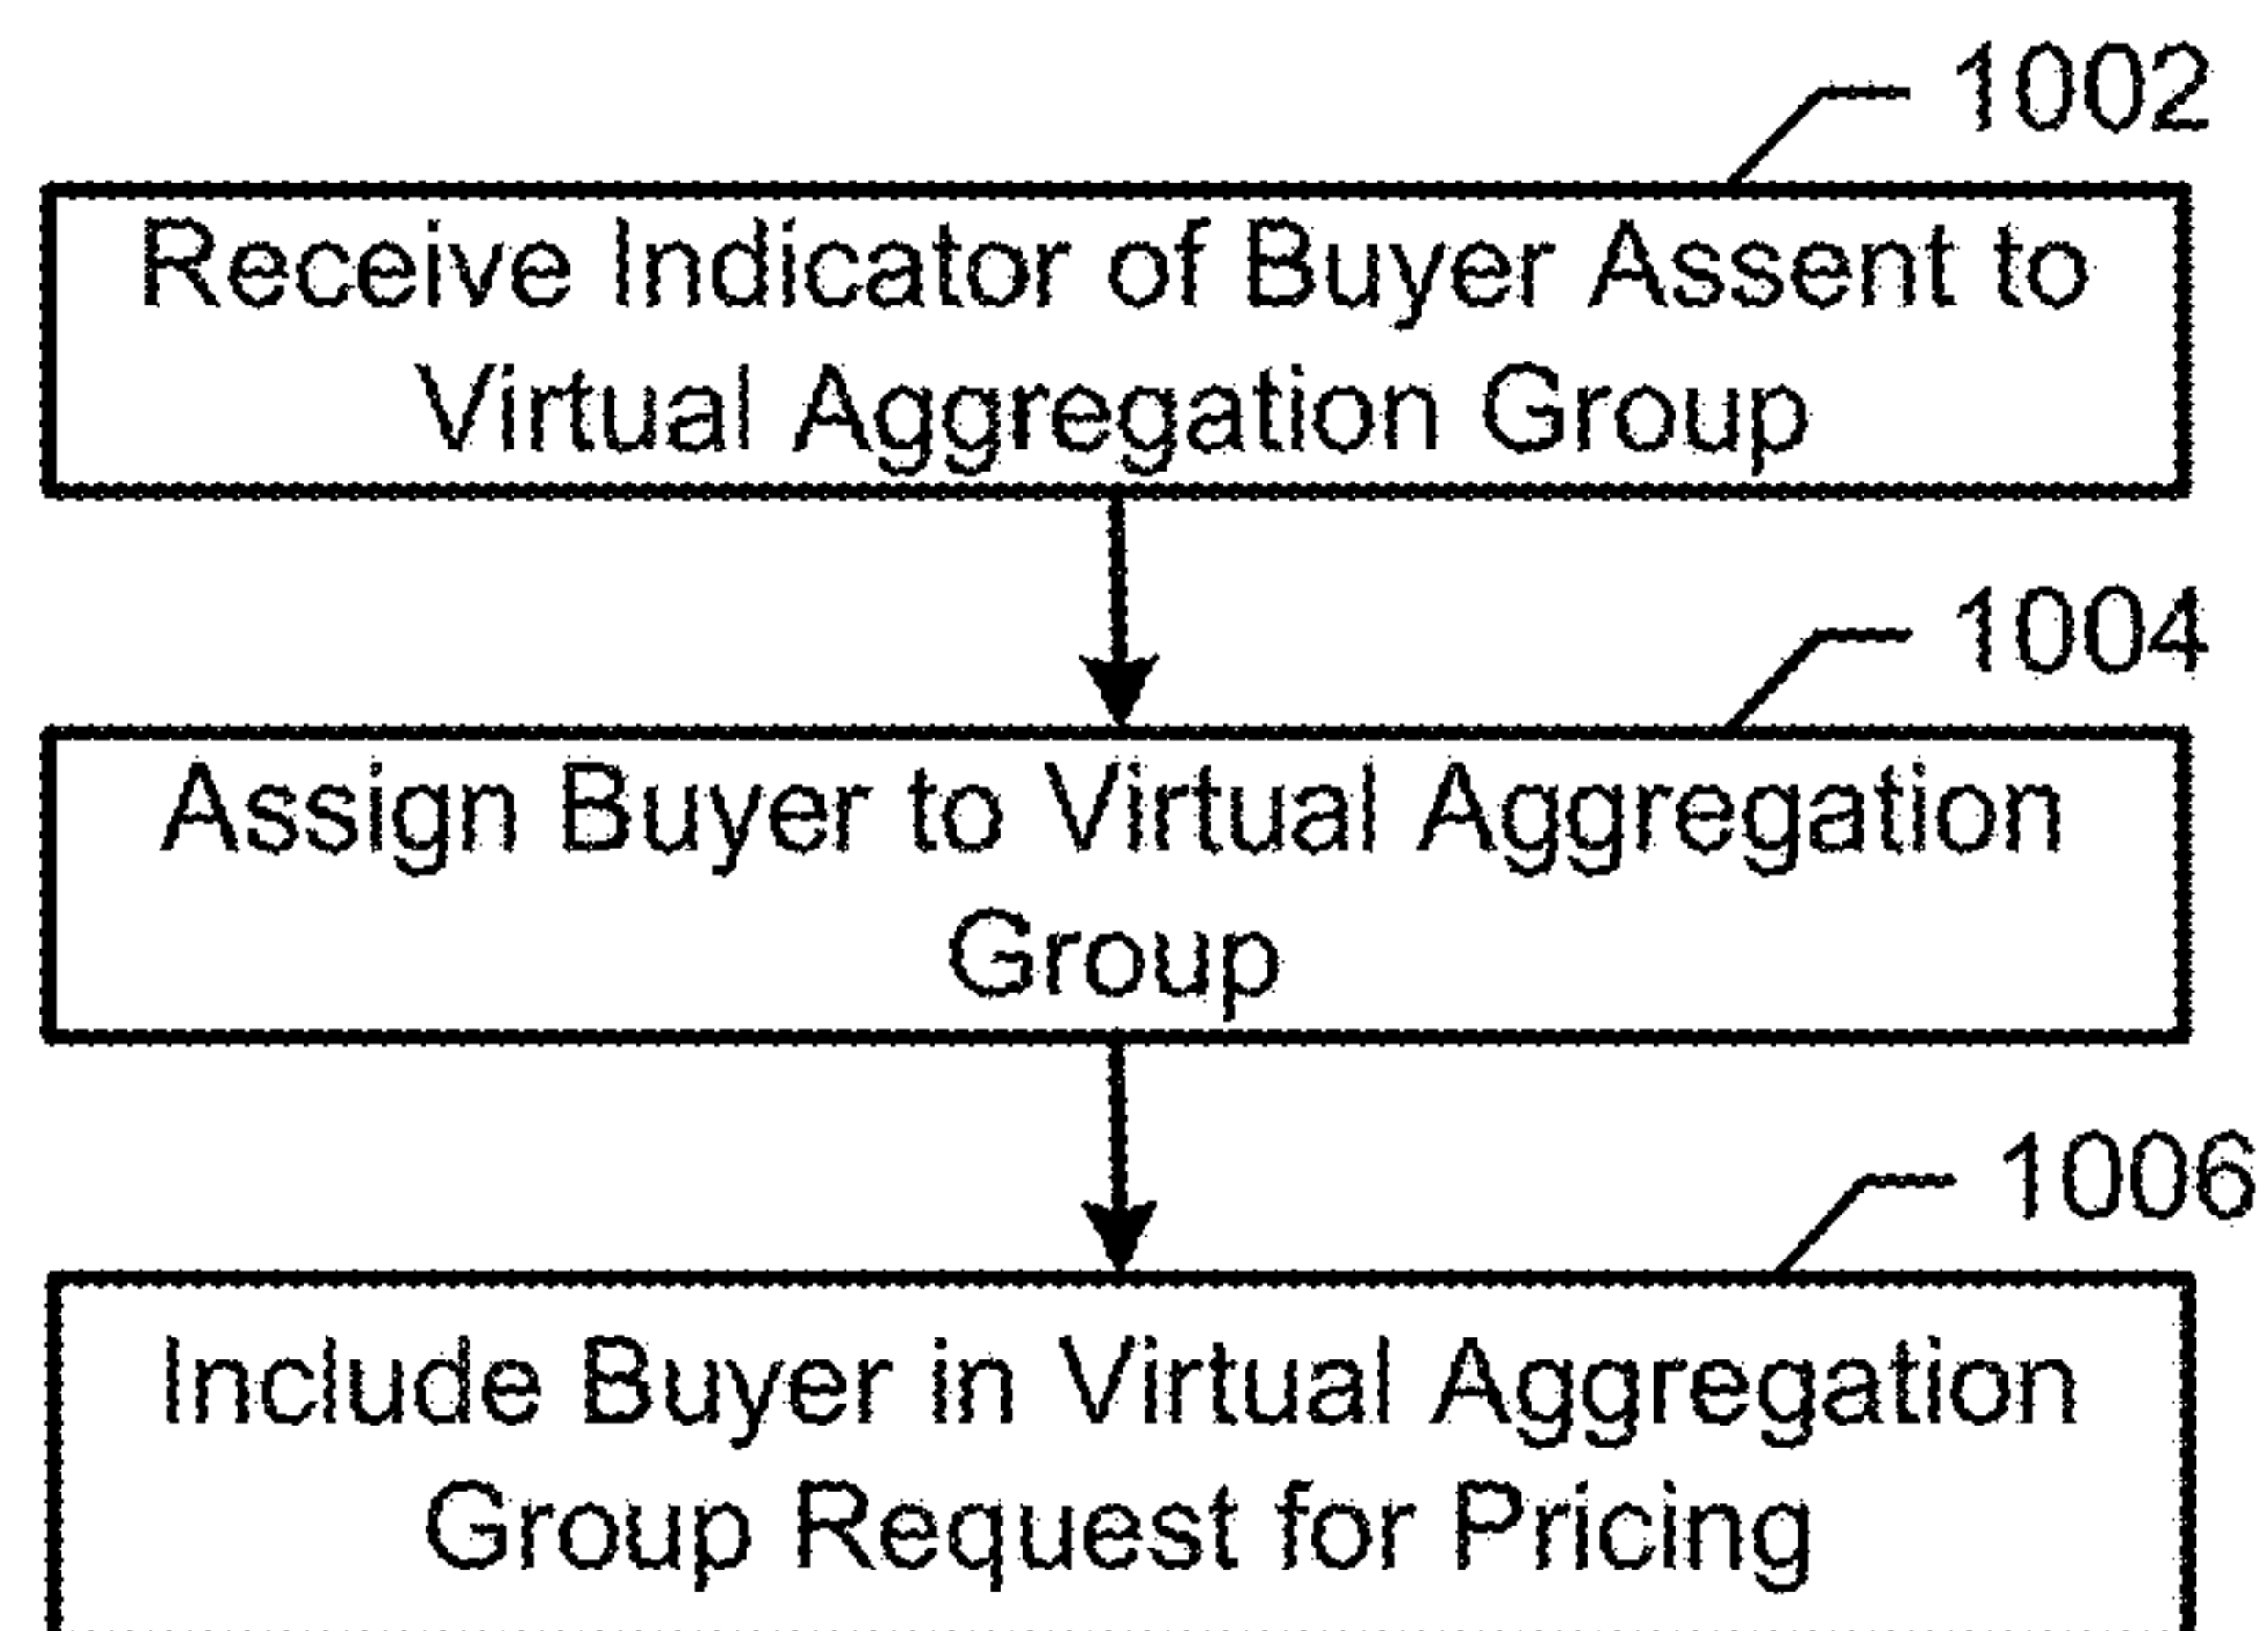 1002
Receive Indicator of Buyer Assent to
Virtual Aggregation Group
1004
Assign Buyer to Virtual Aggregation
Group
1006
Include Buyer in Virtual Aggregation
Group Request for Pricing